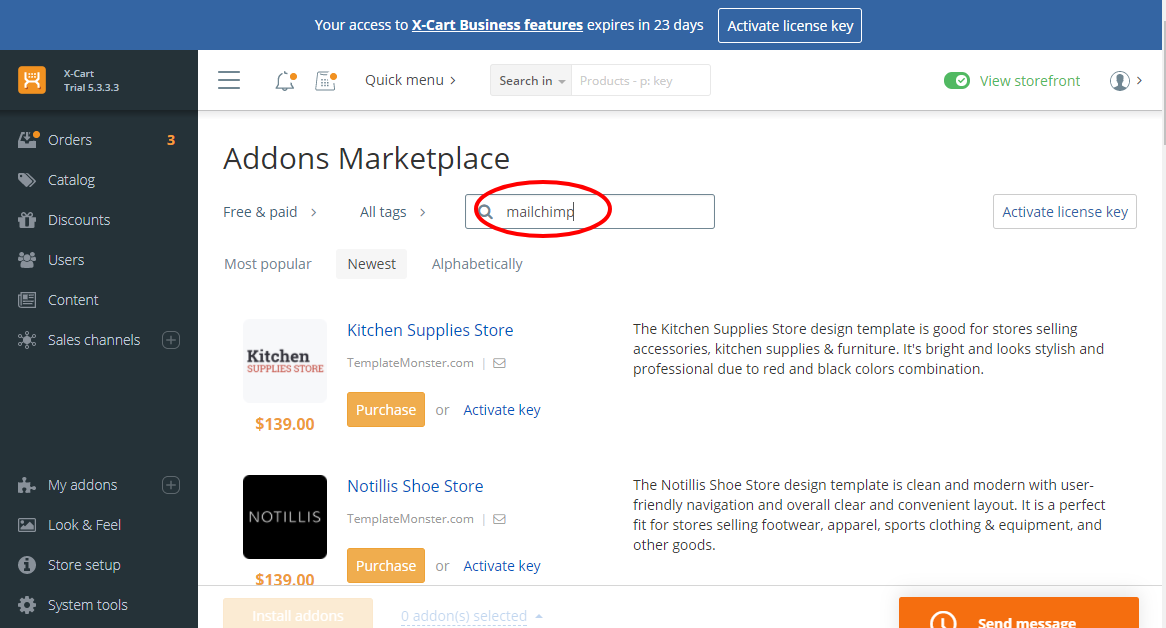 Your access to X-Cart Business features expires in 23 days
Activate license key
X-Cart
Trial 5.3.3.3
Quick menu
Search in
Products - p: key
View storefront
Orders 3
Catalog
Discounts
Users
Content
Sales channels
My addons
Look & Feel
Store setup
System tools
Addons Marketplace
Free & paid
All tags
mailchimp
Activate license key
Most popular
Newest
Alphabetically
Kitchen
SUPPLIES STORE
$139.00
Kitchen Supplies Store
TemplateMonster.com |
Purchase or Activate key
The Kitchen Supplies Store design template is good for stores selling
accessories, kitchen supplies & furniture. It's bright and looks stylish and
professional due to red and black colors combination.
NOTILLIS
$139.00
Notillis Shoe Store
TemplateMonster.com |
Purchase or Activate key
The Notillis Shoe Store design template is clean and modern with user-
friendly navigation and overall clear and convenient layout. It is a perfect
fit for stores selling footwear, apparel, sports clothing & equipment, and
other goods.
Install addons
0 addon(s) selected
Send message